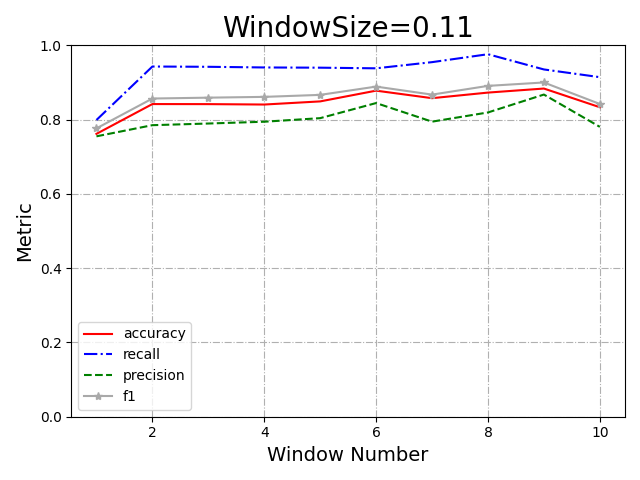 WindowSize=0.11
1.0
0.8
0.6
0.4
0.2
0.0
Metric
accuracy
recall
precision
f1
2
4
6
8
10
Window Number